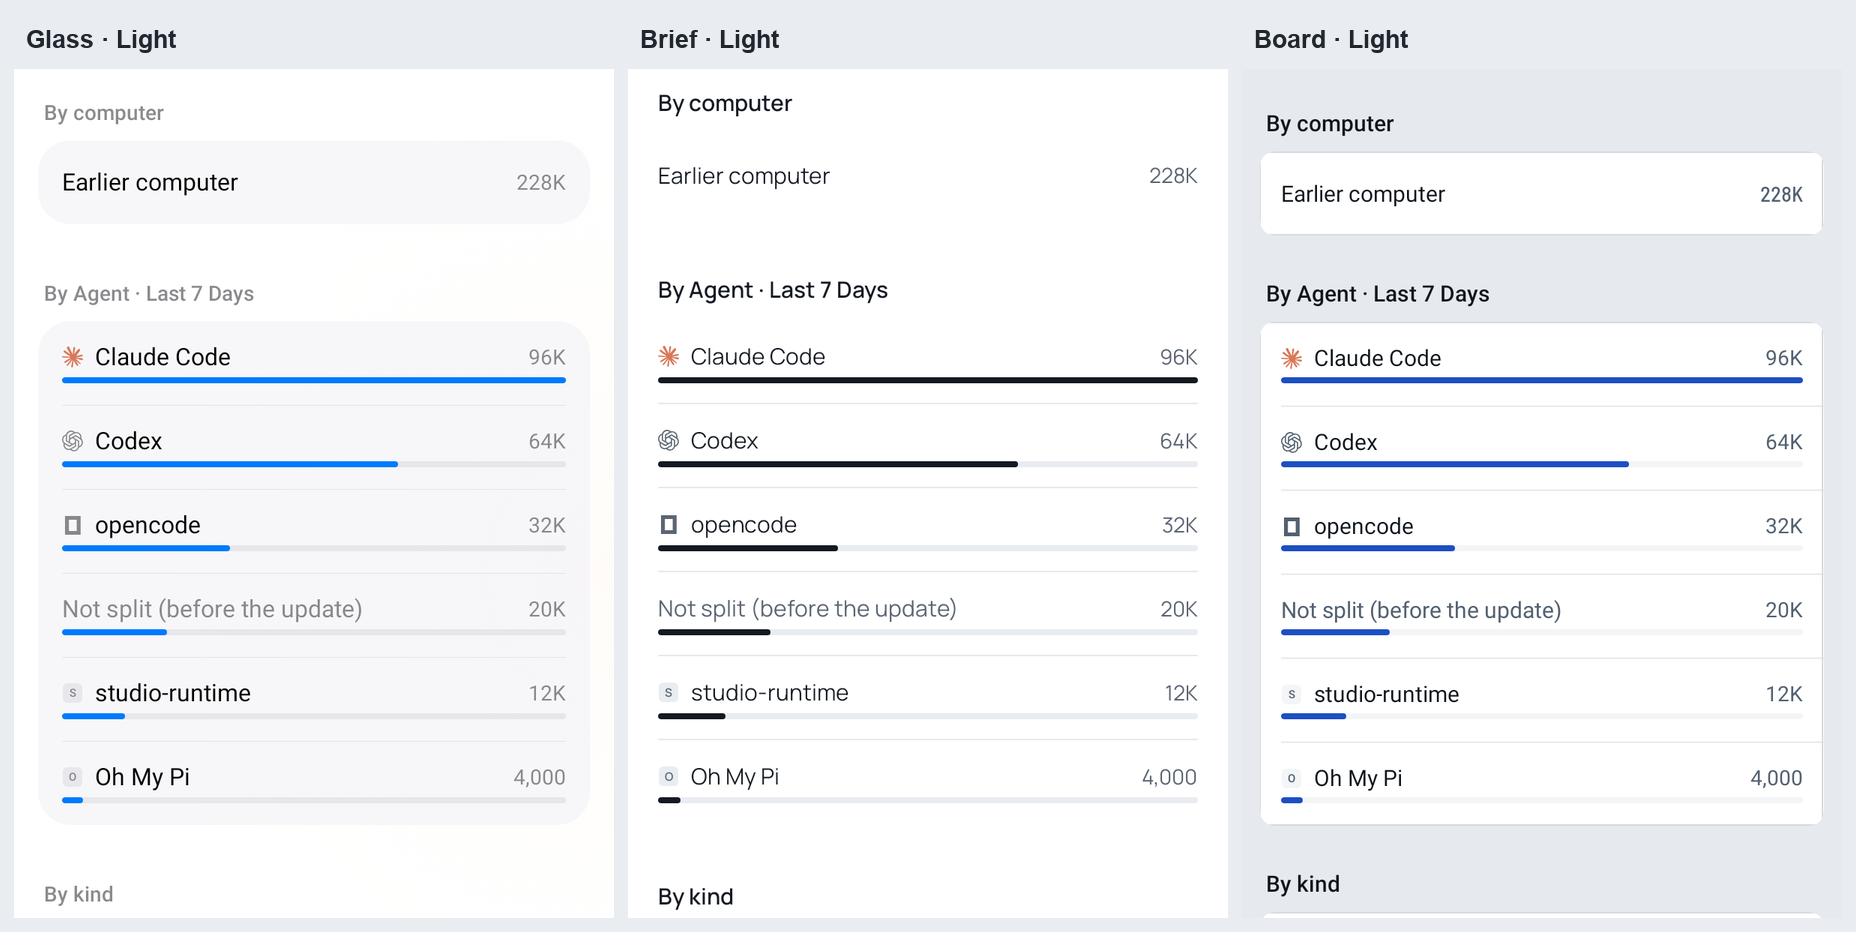 Glass · Light
By computer
Earlier computer 228K
By Agent · Last 7 Days
Claude Code 96K
Codex 64K
opencode 32K
Not split (before the update) 20K
S studio-runtime 12K
O Oh My Pi 4,000
By kind
Brief · Light
By computer
Earlier computer 228K
By Agent · Last 7 Days
Claude Code 96K
Codex 64K
opencode 32K
Not split (before the update) 20K
S studio-runtime 12K
O Oh My Pi 4,000
By kind
Board · Light
By computer
Earlier computer 228K
By Agent · Last 7 Days
Claude Code 96K
Codex 64K
opencode 32K
Not split (before the update) 20K
S studio-runtime 12K
O Oh My Pi 4,000
By kind